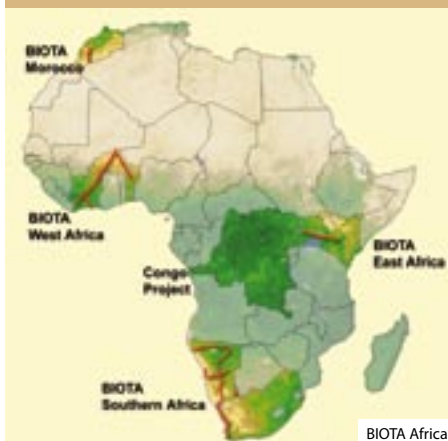 BIOTA
Morocco
BIOTA
West Africa
BIOTA
East Africa
Congo
Project
BIOTA
Southern Africa
BIOTA Africa